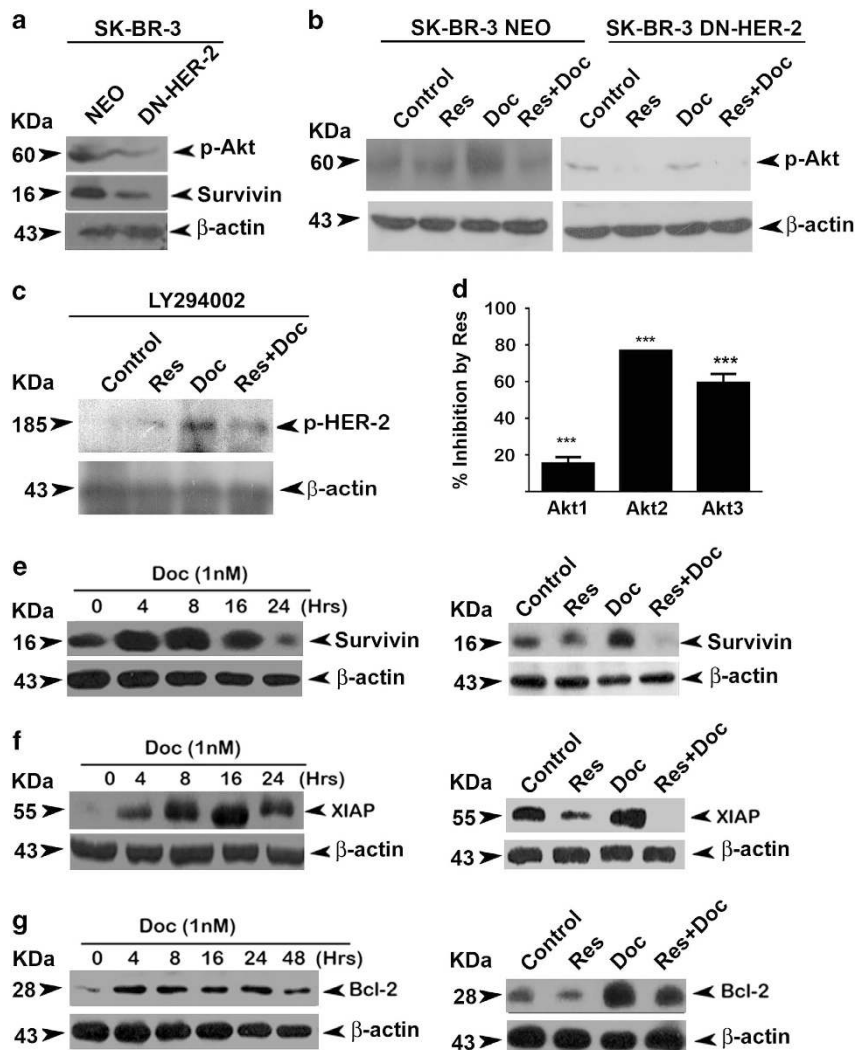 a
SK-BR-3
NEO
DN-HER-2
KDa
60
p-Akt
16
Survivin
43
β-actin
b
SK-BR-3 NEO
SK-BR-3 DN-HER-2
Control Res Doc Res+Doc Control Res Doc Res+Doc
KDa
60
p-Akt
43
β-actin
c
LY294002
Control Res Doc Res+Doc
KDa
185
p-HER-2
43
β-actin
d
% Inhibition by Res
100
80
60
40
20
***
***
***
Akt1 Akt2 Akt3
e
Doc (1nM)
KDa
0 4 8 16 24 (Hrs)
16
Survivin
43
β-actin
Control Res Doc Res+Doc
KDa
16
Survivin
43
β-actin
f
Doc (1nM)
KDa
0 4 8 16 24 (Hrs)
55
XIAP
43
β-actin
Control Res Doc Res+Doc
KDa
55
XIAP
43
β-actin
g
Doc (1nM)
KDa
0 4 8 16 24 48 (Hrs)
28
Bcl-2
43
β-actin
Control Res Doc Res+Doc
KDa
28
Bcl-2
43
β-actin